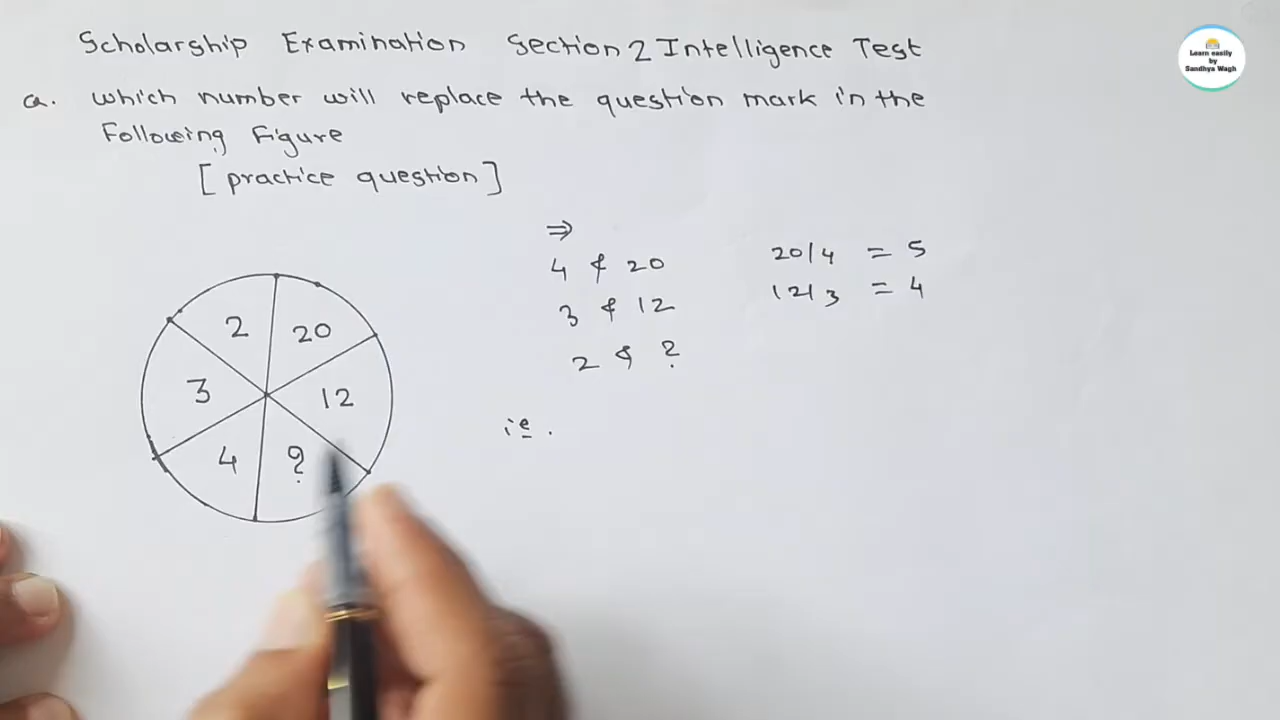 Scholarship Examination Section 2 Intelligence Test
Learn easily
by
Sandhya Wagh
Q. which number will replace the question mark in the
Following Figure
[practice question]
⇒
4 & 20
20/4 = 5
3 & 12
12/3 = 4
2 & ?
ie.
2 20
3 12
4 ?